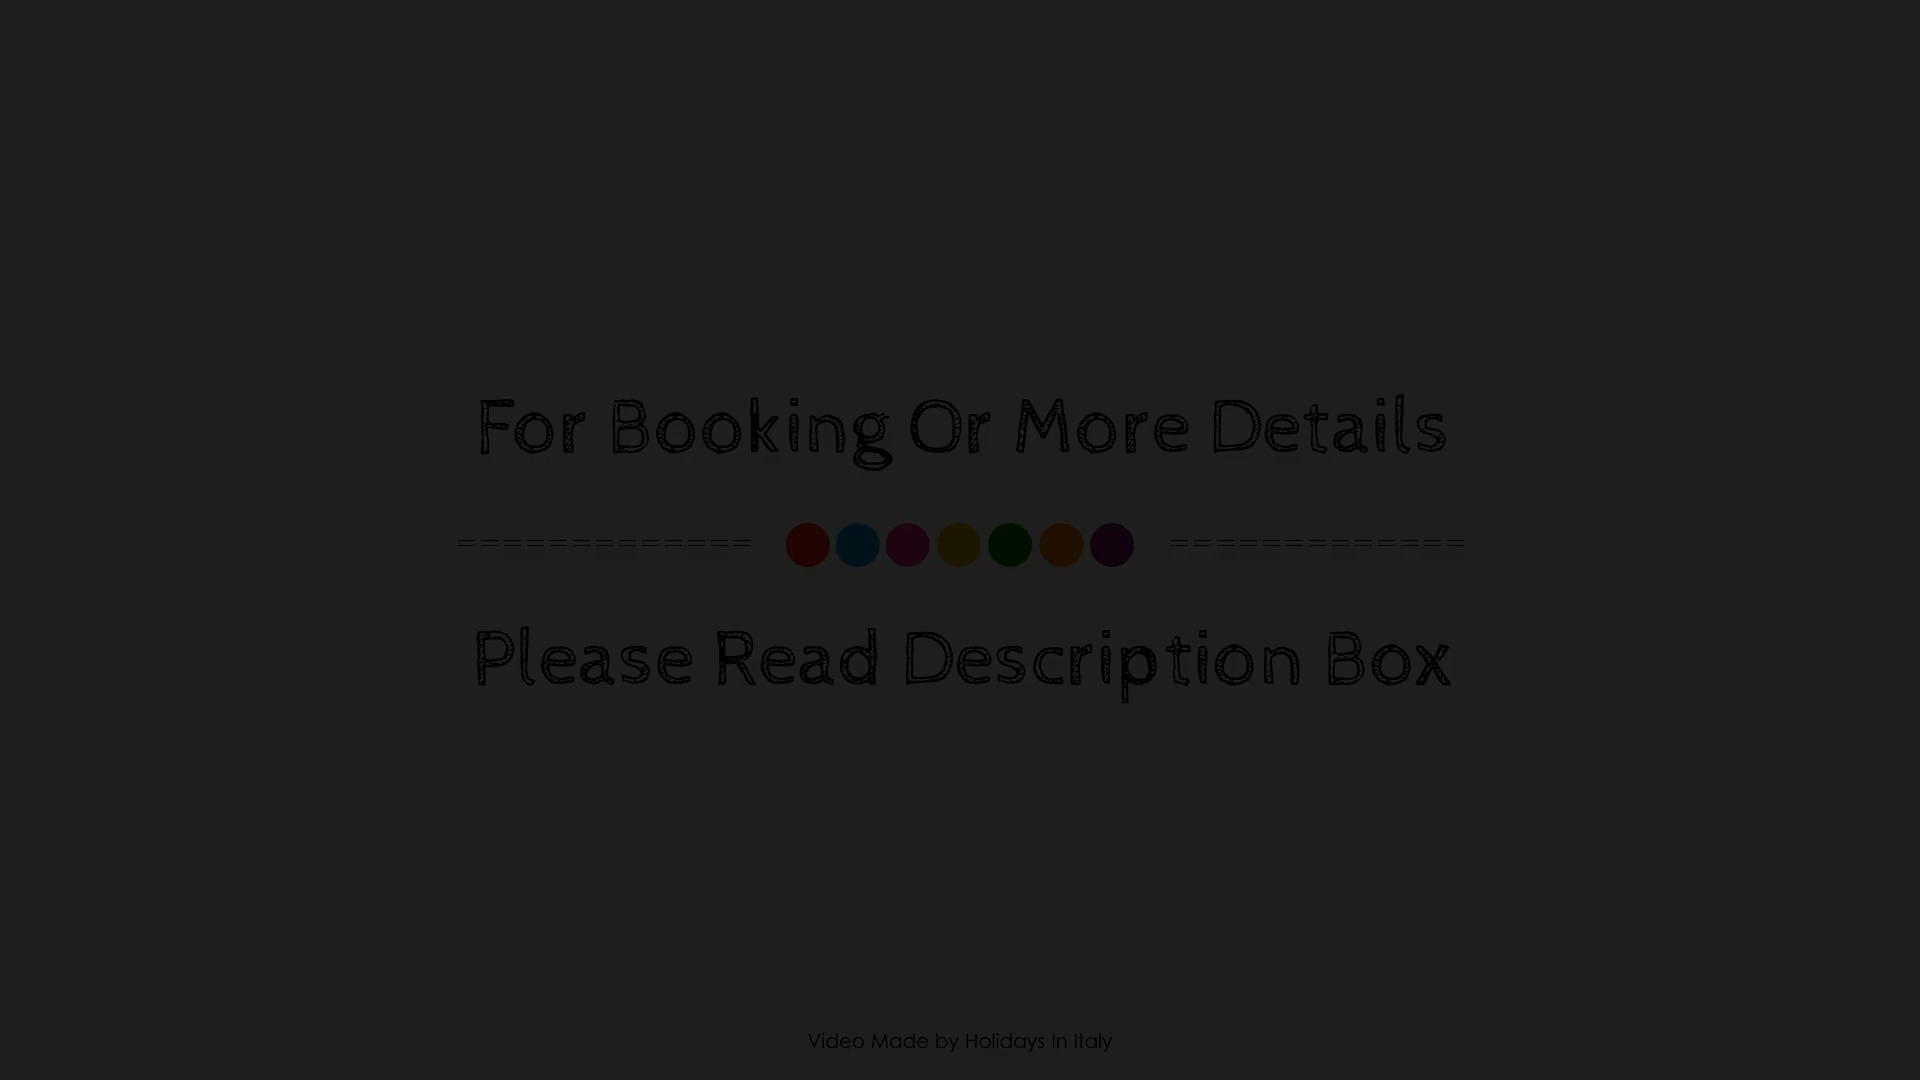 For Booking Or More Details
============= =============
Please Read Description Box
Video Made by Holidays In Italy